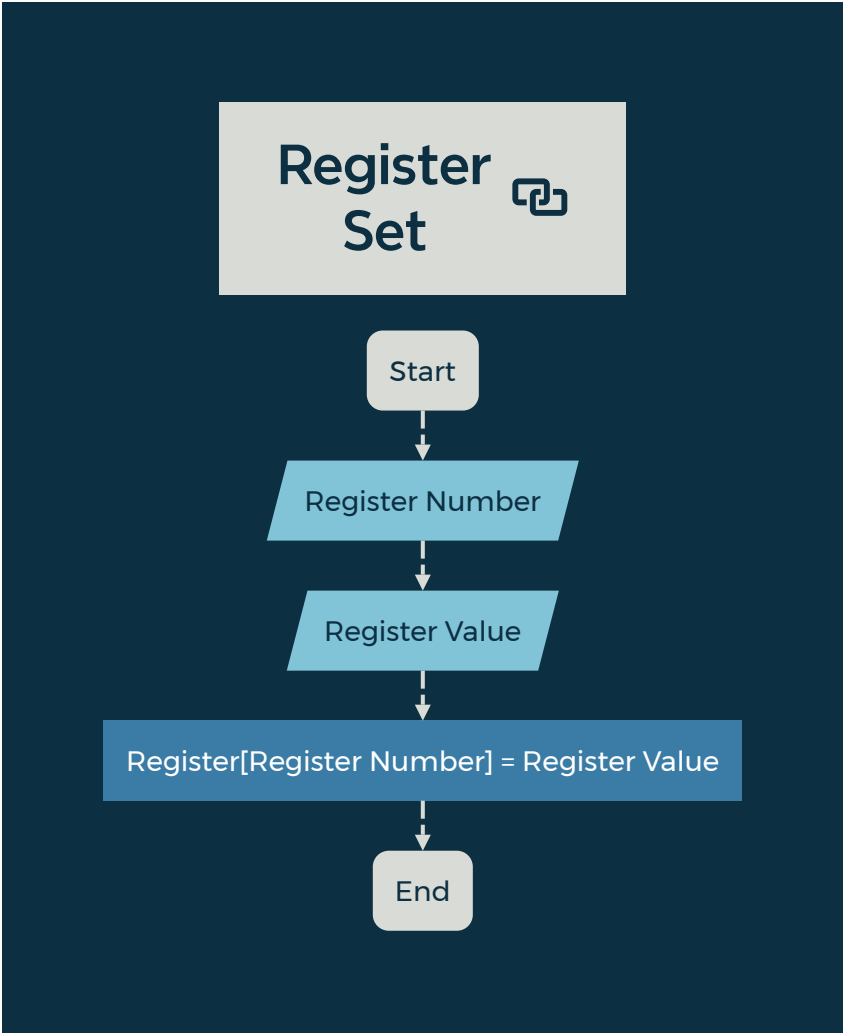 Register
Set
Start
Register Number
Register Value
Register[Register Number] = Register Value
End